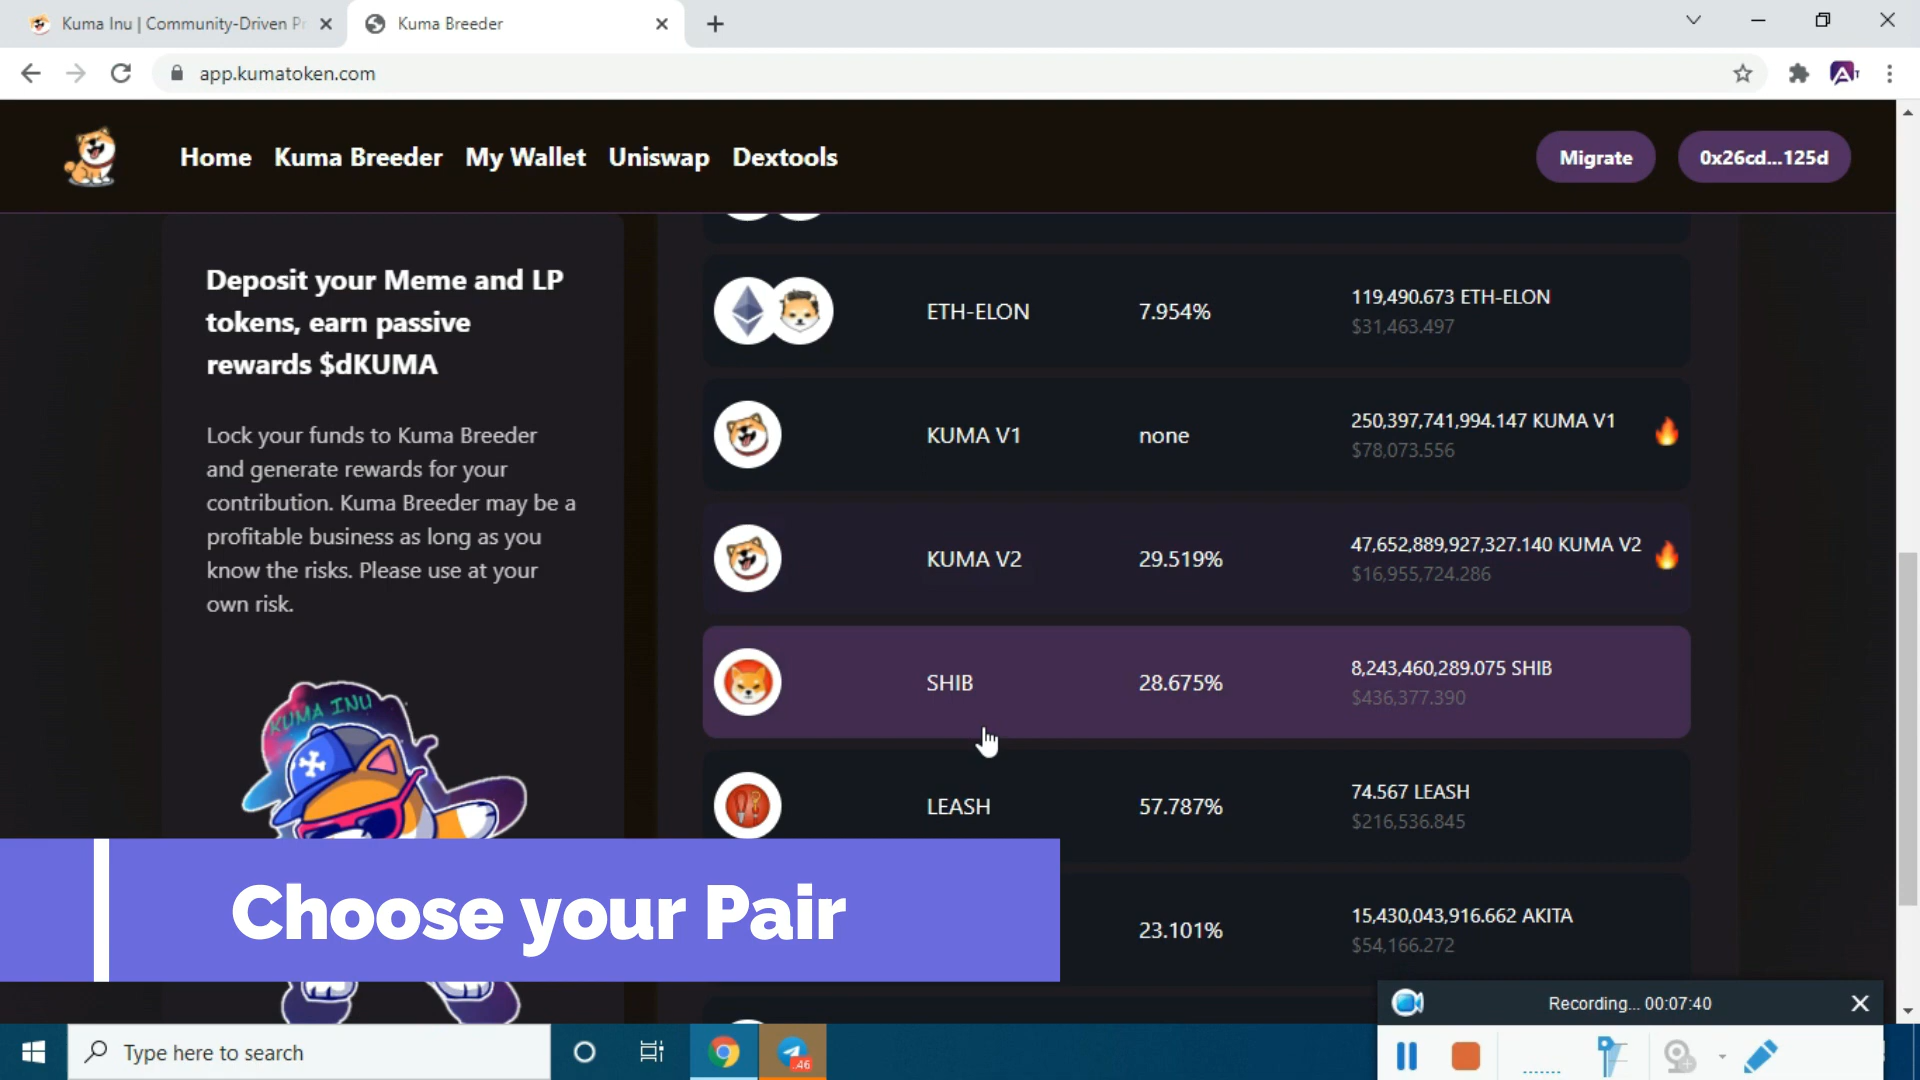 Kuma Inu | Community-Driven Pr
Kuma Breeder
app.kumatoken.com
Home
Kuma Breeder
My Wallet
Uniswap
Dextools
Migrate
0x26cd...125d
Deposit your Meme and LP
tokens, earn passive
rewards $dKUMA
Lock your funds to Kuma Breeder
and generate rewards for your
contribution. Kuma Breeder may be a
profitable business as long as you
know the risks. Please use at your
own risk.
KUMA INU
ETH-ELON
7.954%
119,490.673 ETH-ELON
$31,463.497
KUMA V1
none
250,397,741,994.147 KUMA V1
$78,073.556
KUMA V2
29.519%
47,652,889,927,327.140 KUMA V2
$16,955,724.286
SHIB
28.675%
8,243,460,289.075 SHIB
$436,377.390
LEASH
57.787%
74.567 LEASH
$216,536.845
23.101%
15,430,043,916.662 AKITA
$54,166.272
Choose your Pair
Recording... 00:07:40
Type here to search
.46